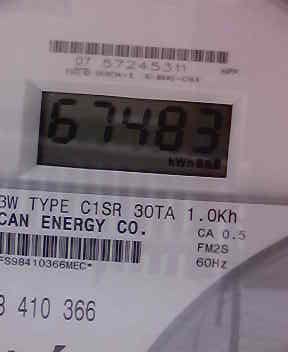 07 57245311
67483
kWh
3W TYPE C1SR 30TA 1.0Kh
CAN ENERGY CO.
CA 0.5
FM2S
FS98410366MEC*
60Hz
8 410 366